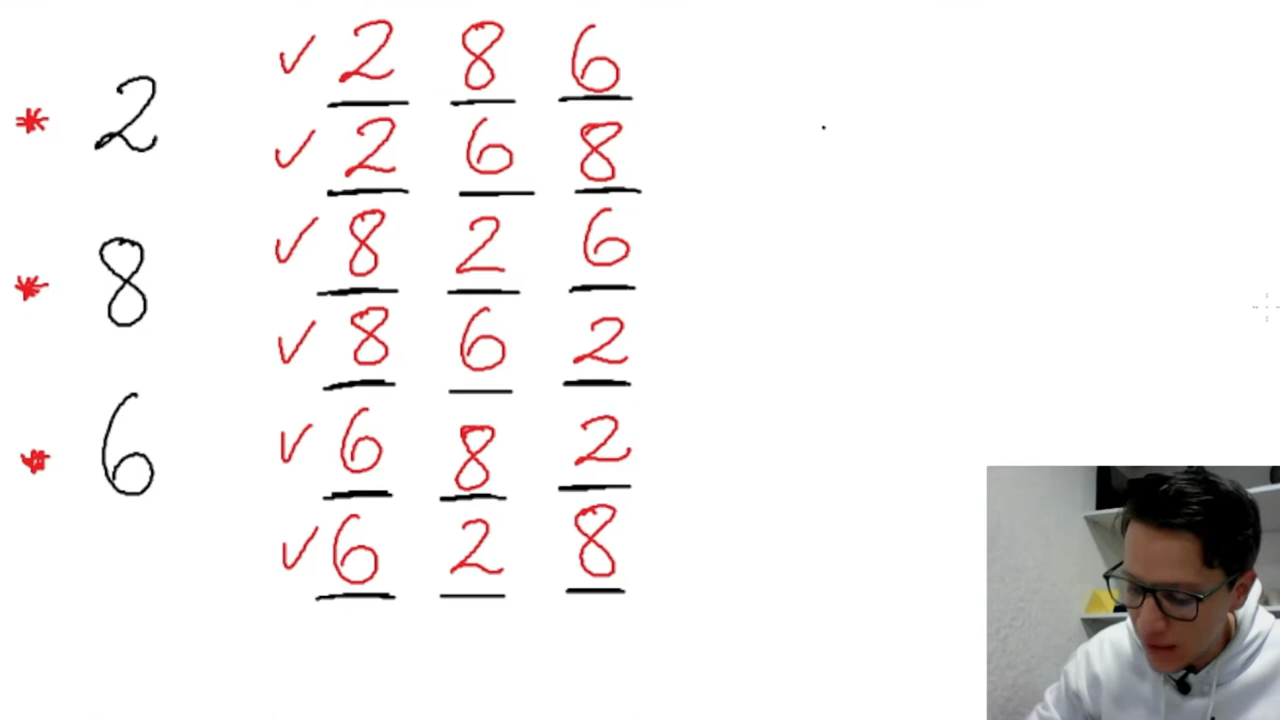 * 2
* 8
* 6
✓ 2 8 6
✓ 2 6 8
✓ 8 2 6
✓ 8 6 2
✓ 6 8 2
✓ 6 2 8